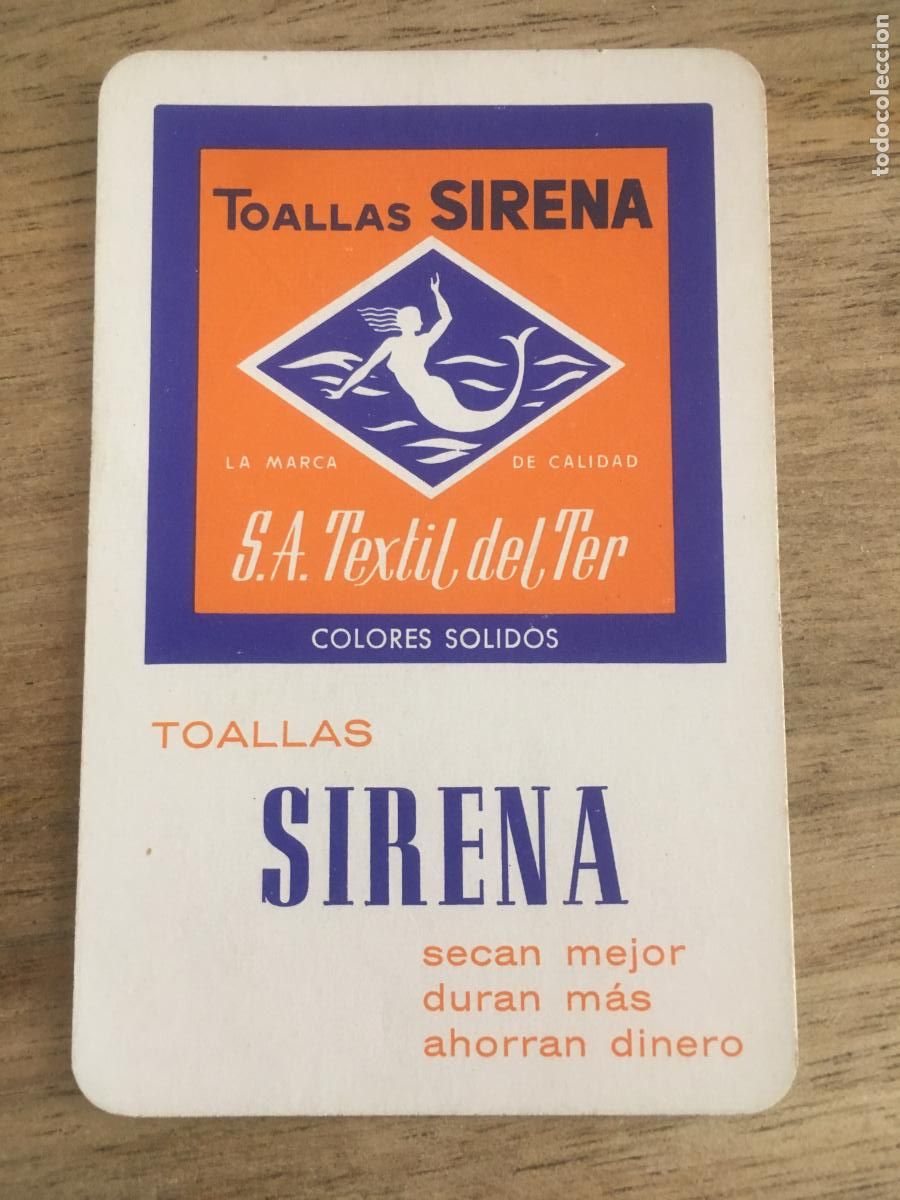 TOALLAS SIRENA
LA MARCA DE CALIDAD
S.A. Textil del Ter
COLORES SOLIDOS
TOALLAS
SIRENA
secan mejor
duran más
ahorran dinero
todocoleccion